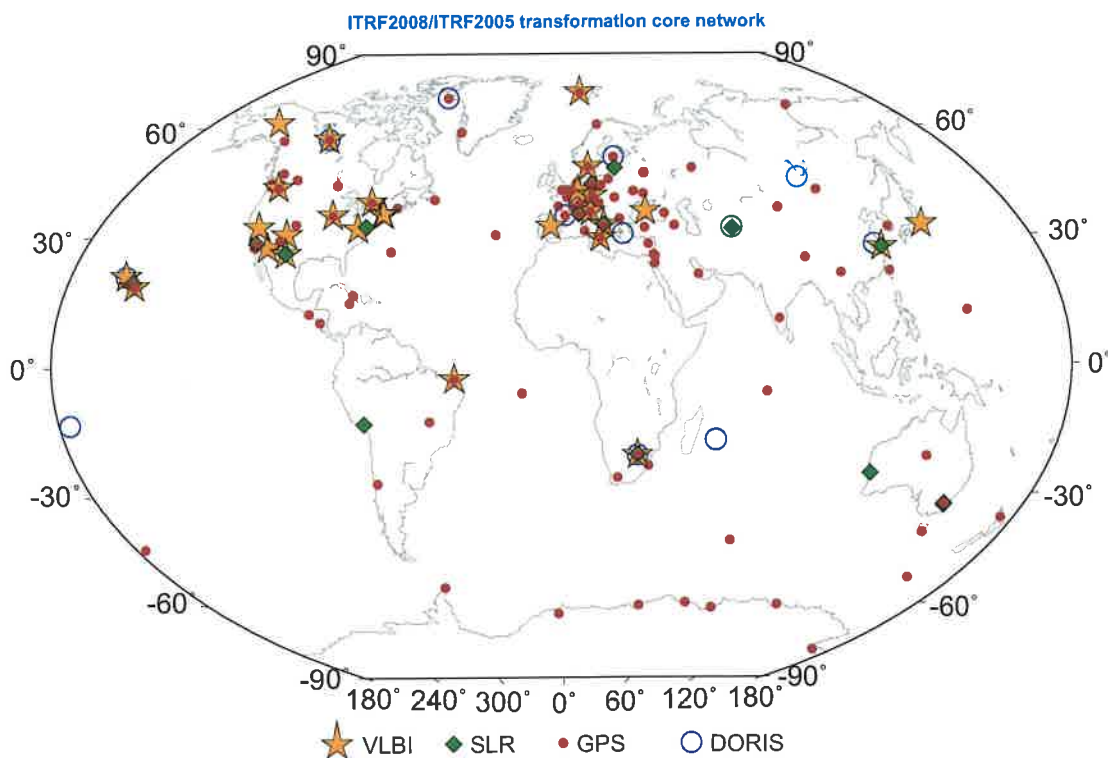 ITRF2008/ITRF2005 transformation core network
90˚ 90˚
60˚ 60˚
30˚ 30˚
0˚ 0˚
-30˚ -30˚
-60˚ -60˚
-90˚ -90˚
180˚ 240˚ 300˚ 0˚ 60˚ 120˚ 180˚
VLBI SLR GPS DORIS